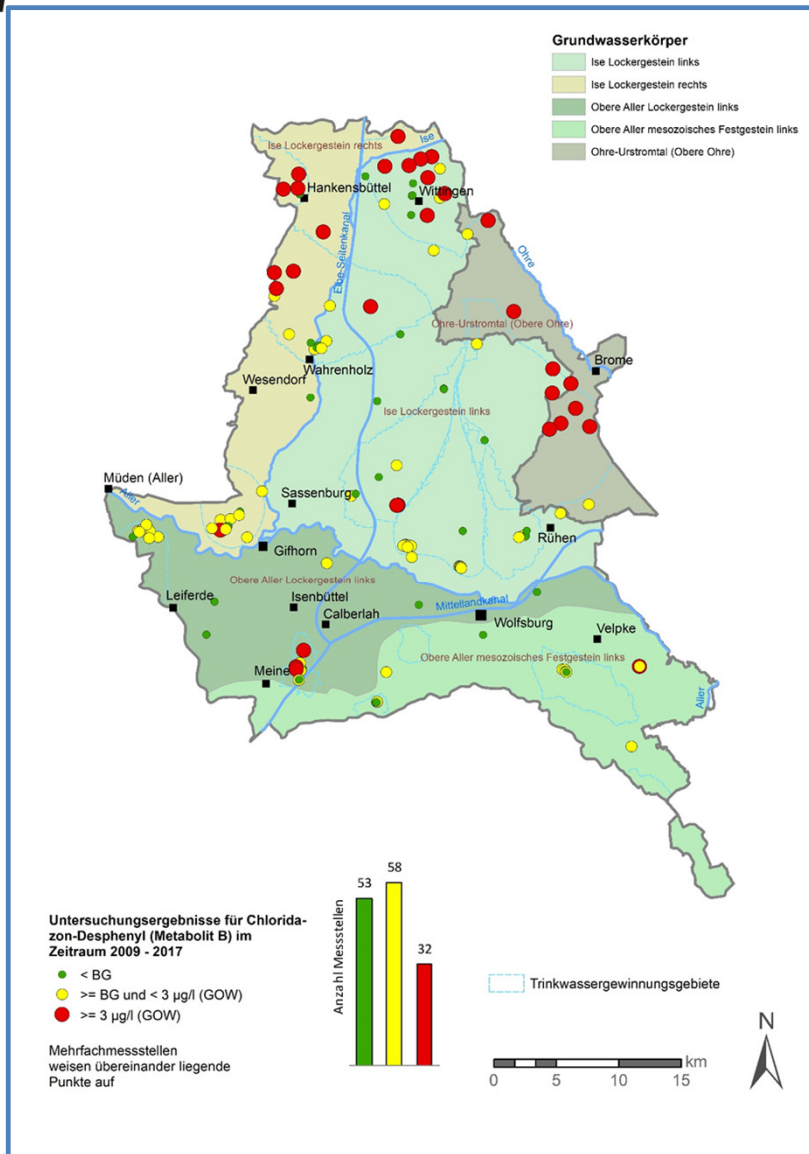 Grundwasserkörper
Ise Lockergestein links
Ise Lockergestein rechts
Obere Aller Lockergestein links
Obere Aller mesozoisches Festgestein links
Ohre-Urstromtal (Obere Ohre)
Ise Lockergestein rechts
Ise
Hankensbüttel
Wittingen
Elbe-Seitenkanal
Ohre
Ohre-Urstromtal (Obere Ohre)
Brome
Wahrenholz
Wesendorf
Ise Lockergestein links
Müden (Aller)
Aller
Sassenburg
Rühen
Gifhorn
Obere Aller Lockergestein links
Leiferde
Isenbüttel
Mittellandkanal
Calberlah
Wolfsburg
Velpke
Obere Aller mesozoisches Festgestein links
Meine
Aller
Untersuchungsergebnisse für Chlorida-
zon-Desphenyl (Metabolit B) im
Zeitraum 2009 - 2017
< BG
>= BG und < 3 µg/l (GOW)
>= 3 µg/l (GOW)
Mehrfachmessstellen
weisen übereinander liegende
Punkte auf
Anzahl Messstellen
53
58
32
Trinkwassergewinnungsgebiete
N
km
0 5 10 15